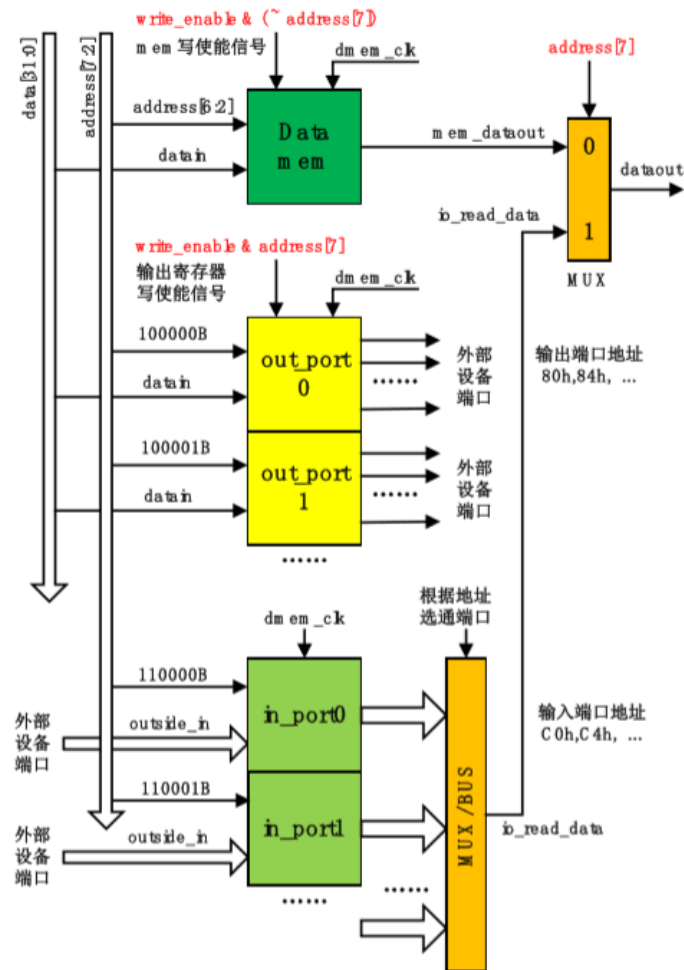 write_enable & (~ address[7])
mem 写使能信号
dmem_clk
address[7]
data[31:0]
address[7:2]
address[6:2]
datain
Data
mem
mem_dataout
0
1
MUX
dataout
io_read_data
write_enable & address[7]
输出寄存器
写使能信号
dmem_clk
100000B
datain
out_port
0
......
外部
设备
端口
输出端口地址
80h,84h, ...
100001B
datain
out_port
1
......
外部
设备
端口
......
根据地址
选通端口
dmem_clk
110000B
外部
设备
端口
outside_in
in_port0
输入端口地址
C0h,C4h, ...
110001B
外部
设备
端口
outside_in
in_port1
MUX/BUS
io_read_data
......
......